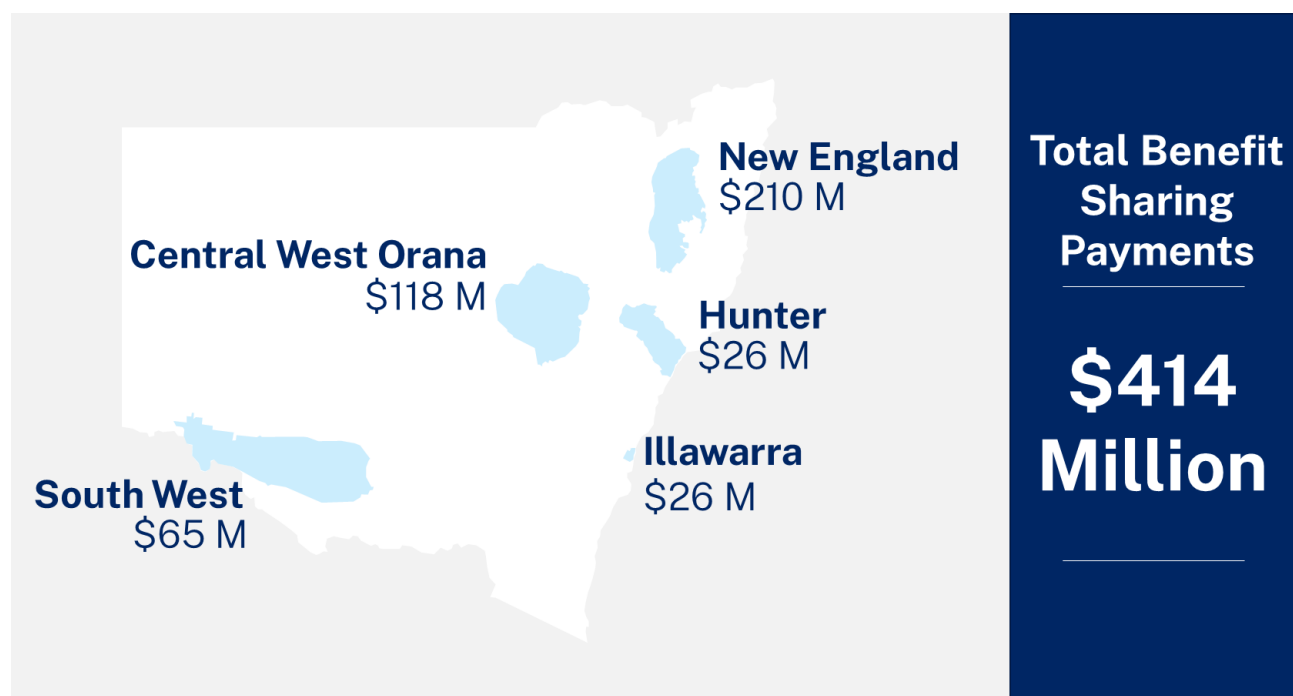 New England
$210 M
Central West Orana
$118 M
Hunter
$26 M
Illawarra
$26 M
South West
$65 M
Total Benefit
Sharing
Payments
$414
Million